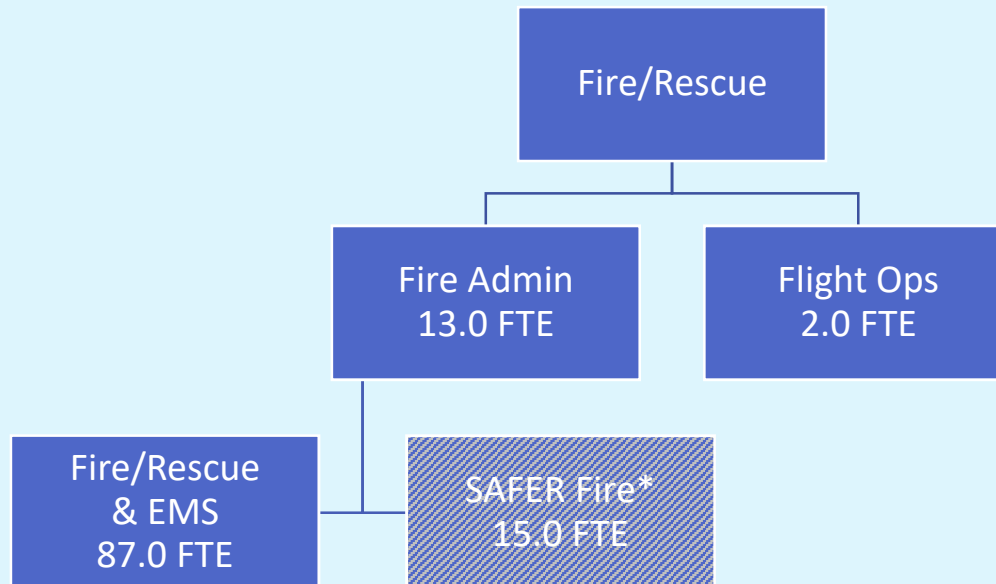 Fire/Rescue
Fire Admin
13.0 FTE
Flight Ops
2.0 FTE
Fire/Rescue
& EMS
87.0 FTE
SAFER Fire*
15.0 FTE